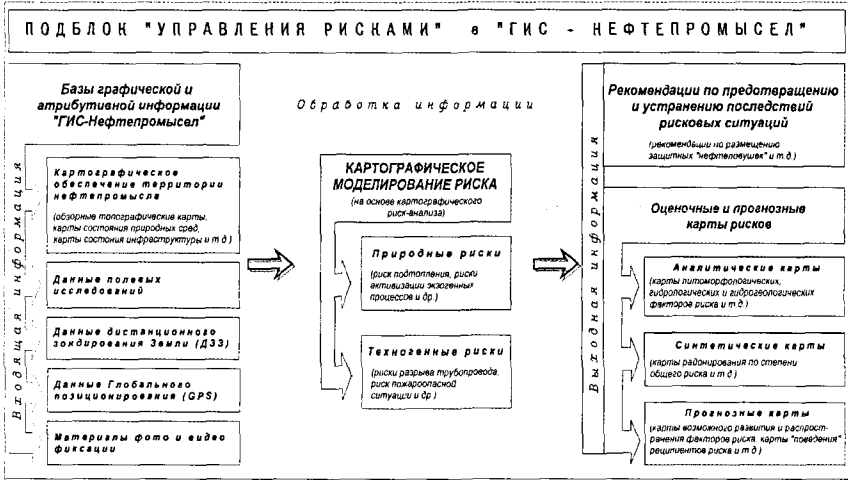 ПОДБЛОК "УПРАВЛЕНИЯ РИСКАМИ" в "ГИС - НЕФТЕПРОМЫСЕЛ"
Входящая информация
Базы графической и
атрибутивной информации
"ГИС-Нефтепромысел"
Картографическое
обеспечение территории
нефтепромысла
(обзорные топографические карты,
карты состояния природных сред,
карты состония инфраструктуры и т д )
Данные полевых
исследований
Данные дистанционного
зондирования Земли (ДЗЗ)
Данные Глобального
позиционирования (GPS)
Материалы фото и видео
фиксации
Обработка информации
КАРТОГРАФИЧЕСКОЕ
МОДЕЛИРОВАНИЕ РИСКА
(на основе картографического
риск-анализа)
Природные риски
(риск подтопления, риски
активизации экзогенных
процессов и др.)
Техногенные риски
(риски разрыва трубопровода,
риск пожароопасной
ситуации и др )
Выходная информация
Рекомендации по предотвращению
и устранению последствий
рисковых ситуаций
(рекомендации по размещению
защитных "нефтеловушек" и т д.)
Оценочные и прогнозные
карты рисков
Аналитические карты
(карты литоморфологических,
гидрологических и гидрогеологических
факторов риска и т.д.)
Синтетические карты
(карты районирования по степени
общего риска и т д )
Прогнозные карты
(карты возможного развития и распрост-
ранения факторов риска, карты "поведения"
реципиентов риска и т.д )